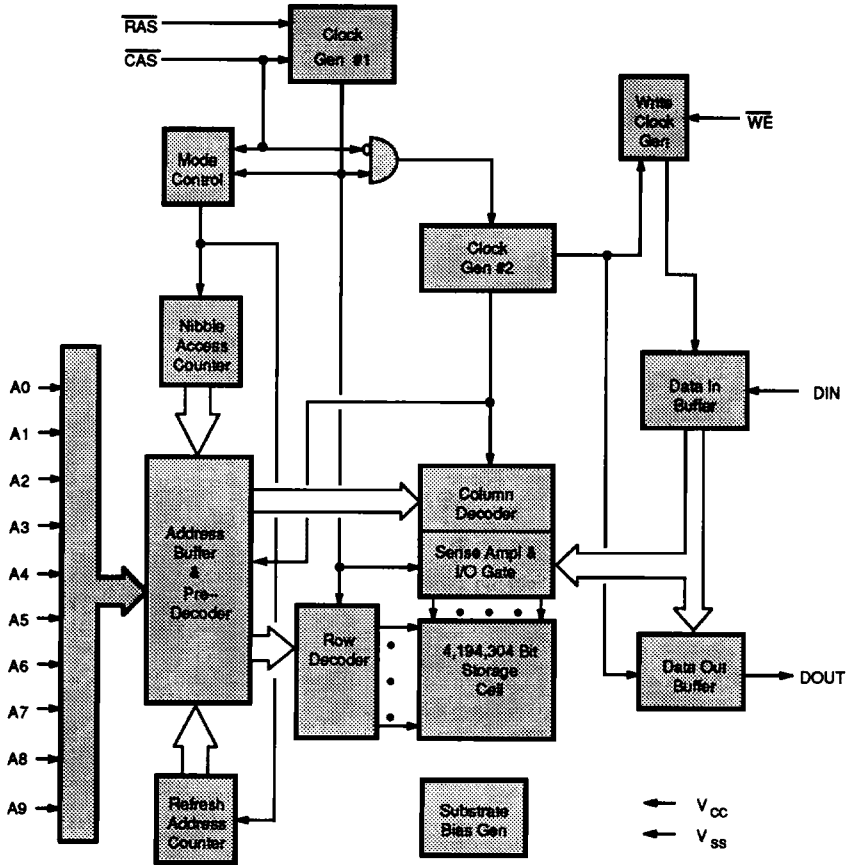 RAS
CAS
Clock
Gen #1
Write
Clock
Gen
WE
Mode
Control
Clock
Gen #2
Nibble
Access
Counter
Data In
Buffer
DIN
A0
A1
A2
A3
A4
A5
A6
A7
A8
A9
Address
Buffer
&
Pre-
Decoder
Column
Decoder
Sense Ampl &
I/O Gate
Row
Decoder
4,194,304 Bit
Storage
Cell
Data Out
Buffer
DOUT
Refresh
Address
Counter
Substrate
Bias Gen
VCC
VSS